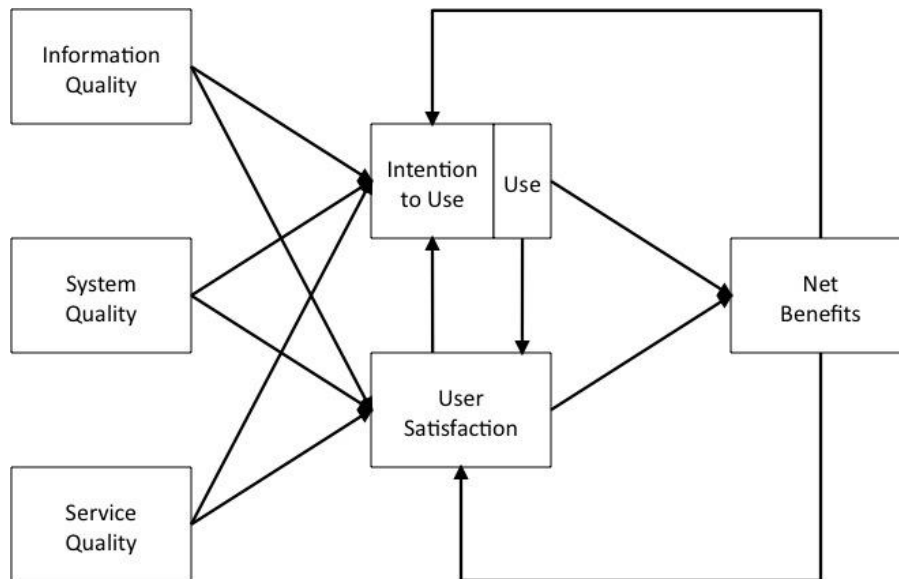 Information
Quality
Intention
to Use
Use
System
Quality
Net
Benefits
User
Satisfaction
Service
Quality